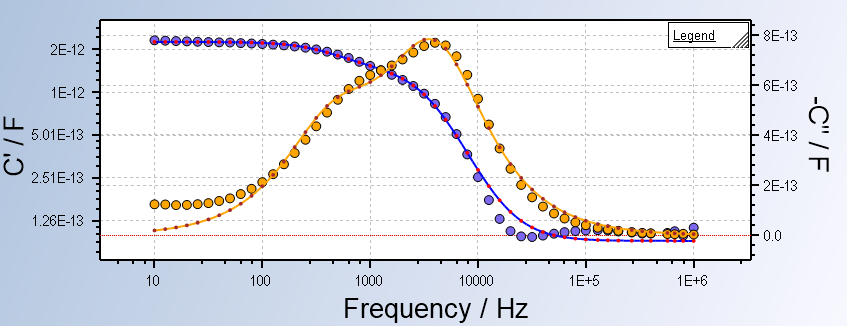 Legend
2E-12
1E-12
5.01E-13
2.51E-13
1.26E-13
C' / F
8E-13
6E-13
4E-13
2E-13
0.0
-C'' / F
10
100
1000
10000
1E+5
1E+6
Frequency / Hz